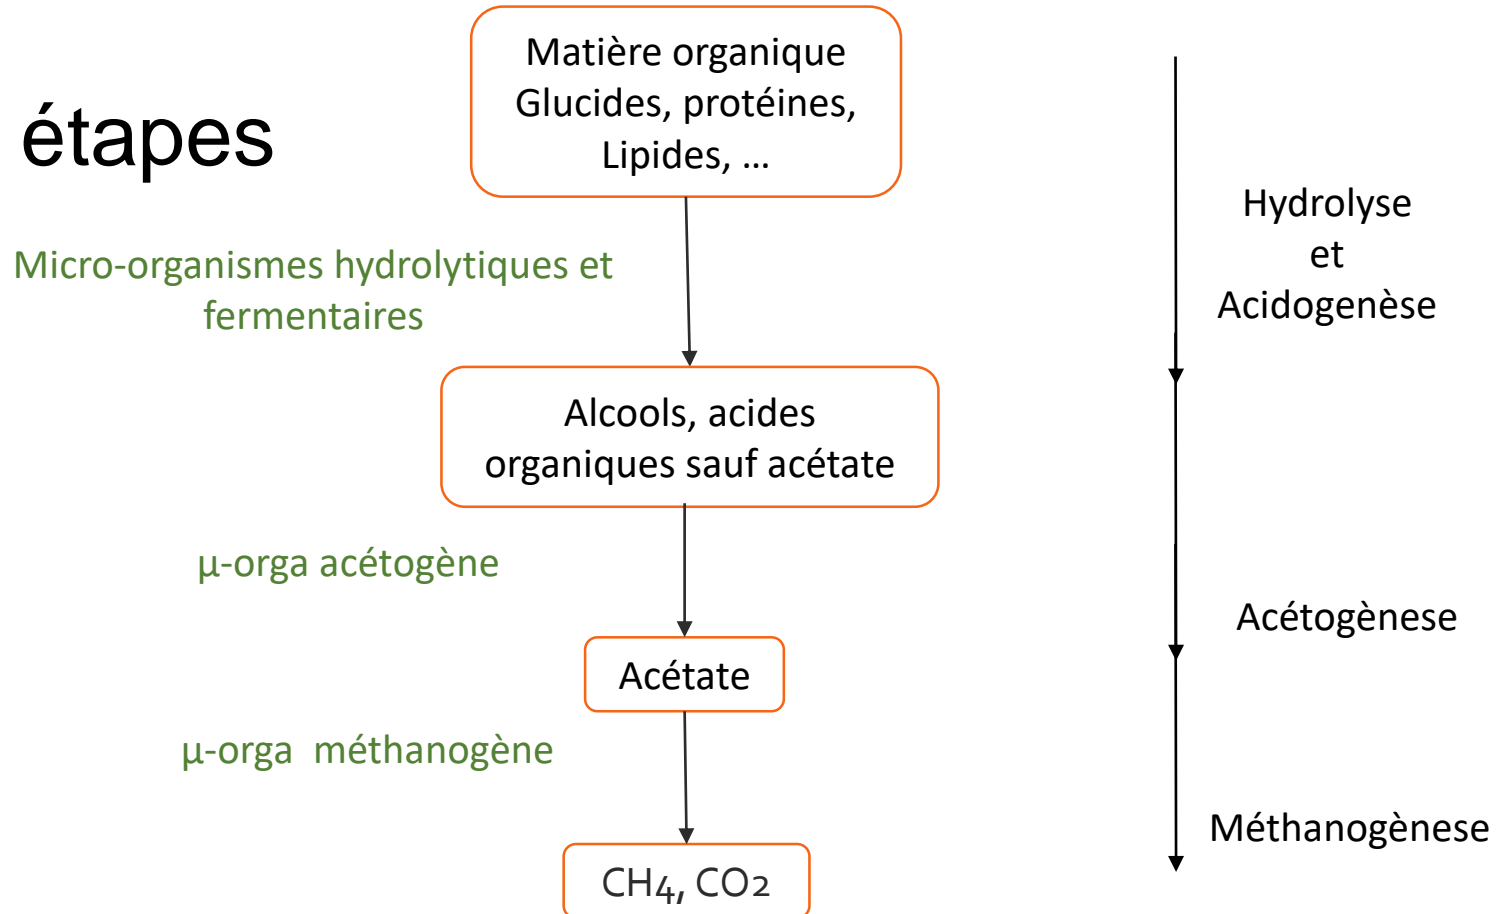 étapes
Matière organique
Glucides, protéines,
Lipides, ...
Micro-organismes hydrolytiques et
fermentaires
Hydrolyse
et
Acidogenèse
Alcools, acides
organiques sauf acétate
µ-orga acétogène
Acétogènese
Acétate
µ-orga  méthanogène
Méthanogènese
CH4, CO2